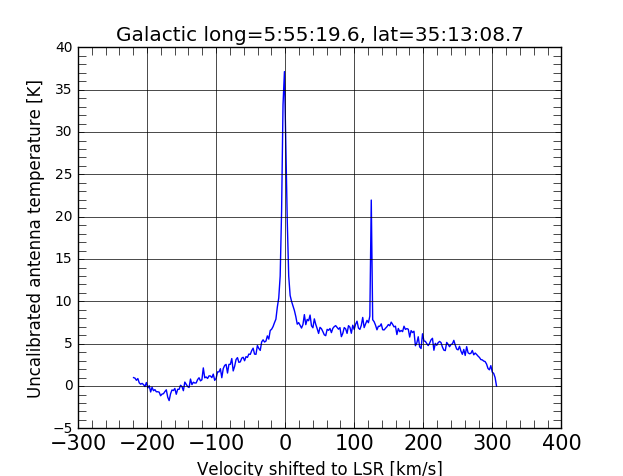 Galactic long=5:55:19.6, lat=35:13:08.7
Uncalibrated antenna temperature [K]
40
35
30
25
20
15
10
5
0
−5
−300 −200 −100 0 100 200 300 400
Velocity shifted to LSR [km/s]